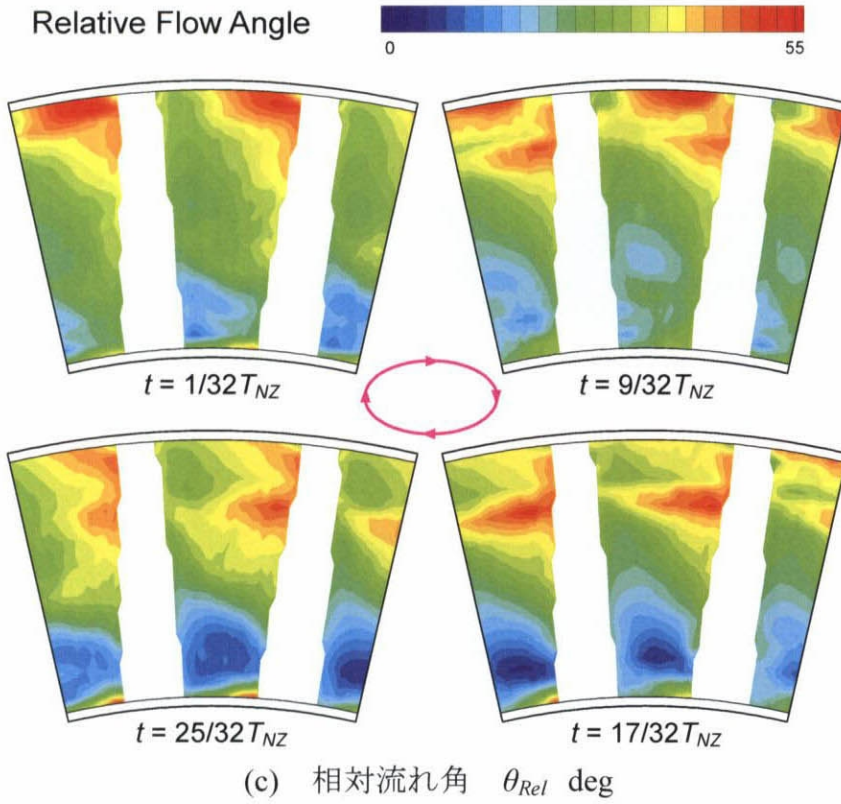 Relative Flow Angle
0 55
t = 1/32T_NZ t = 9/32T_NZ
t = 25/32T_NZ t = 17/32T_NZ
(c) 相対流れ角 θ_Rel deg